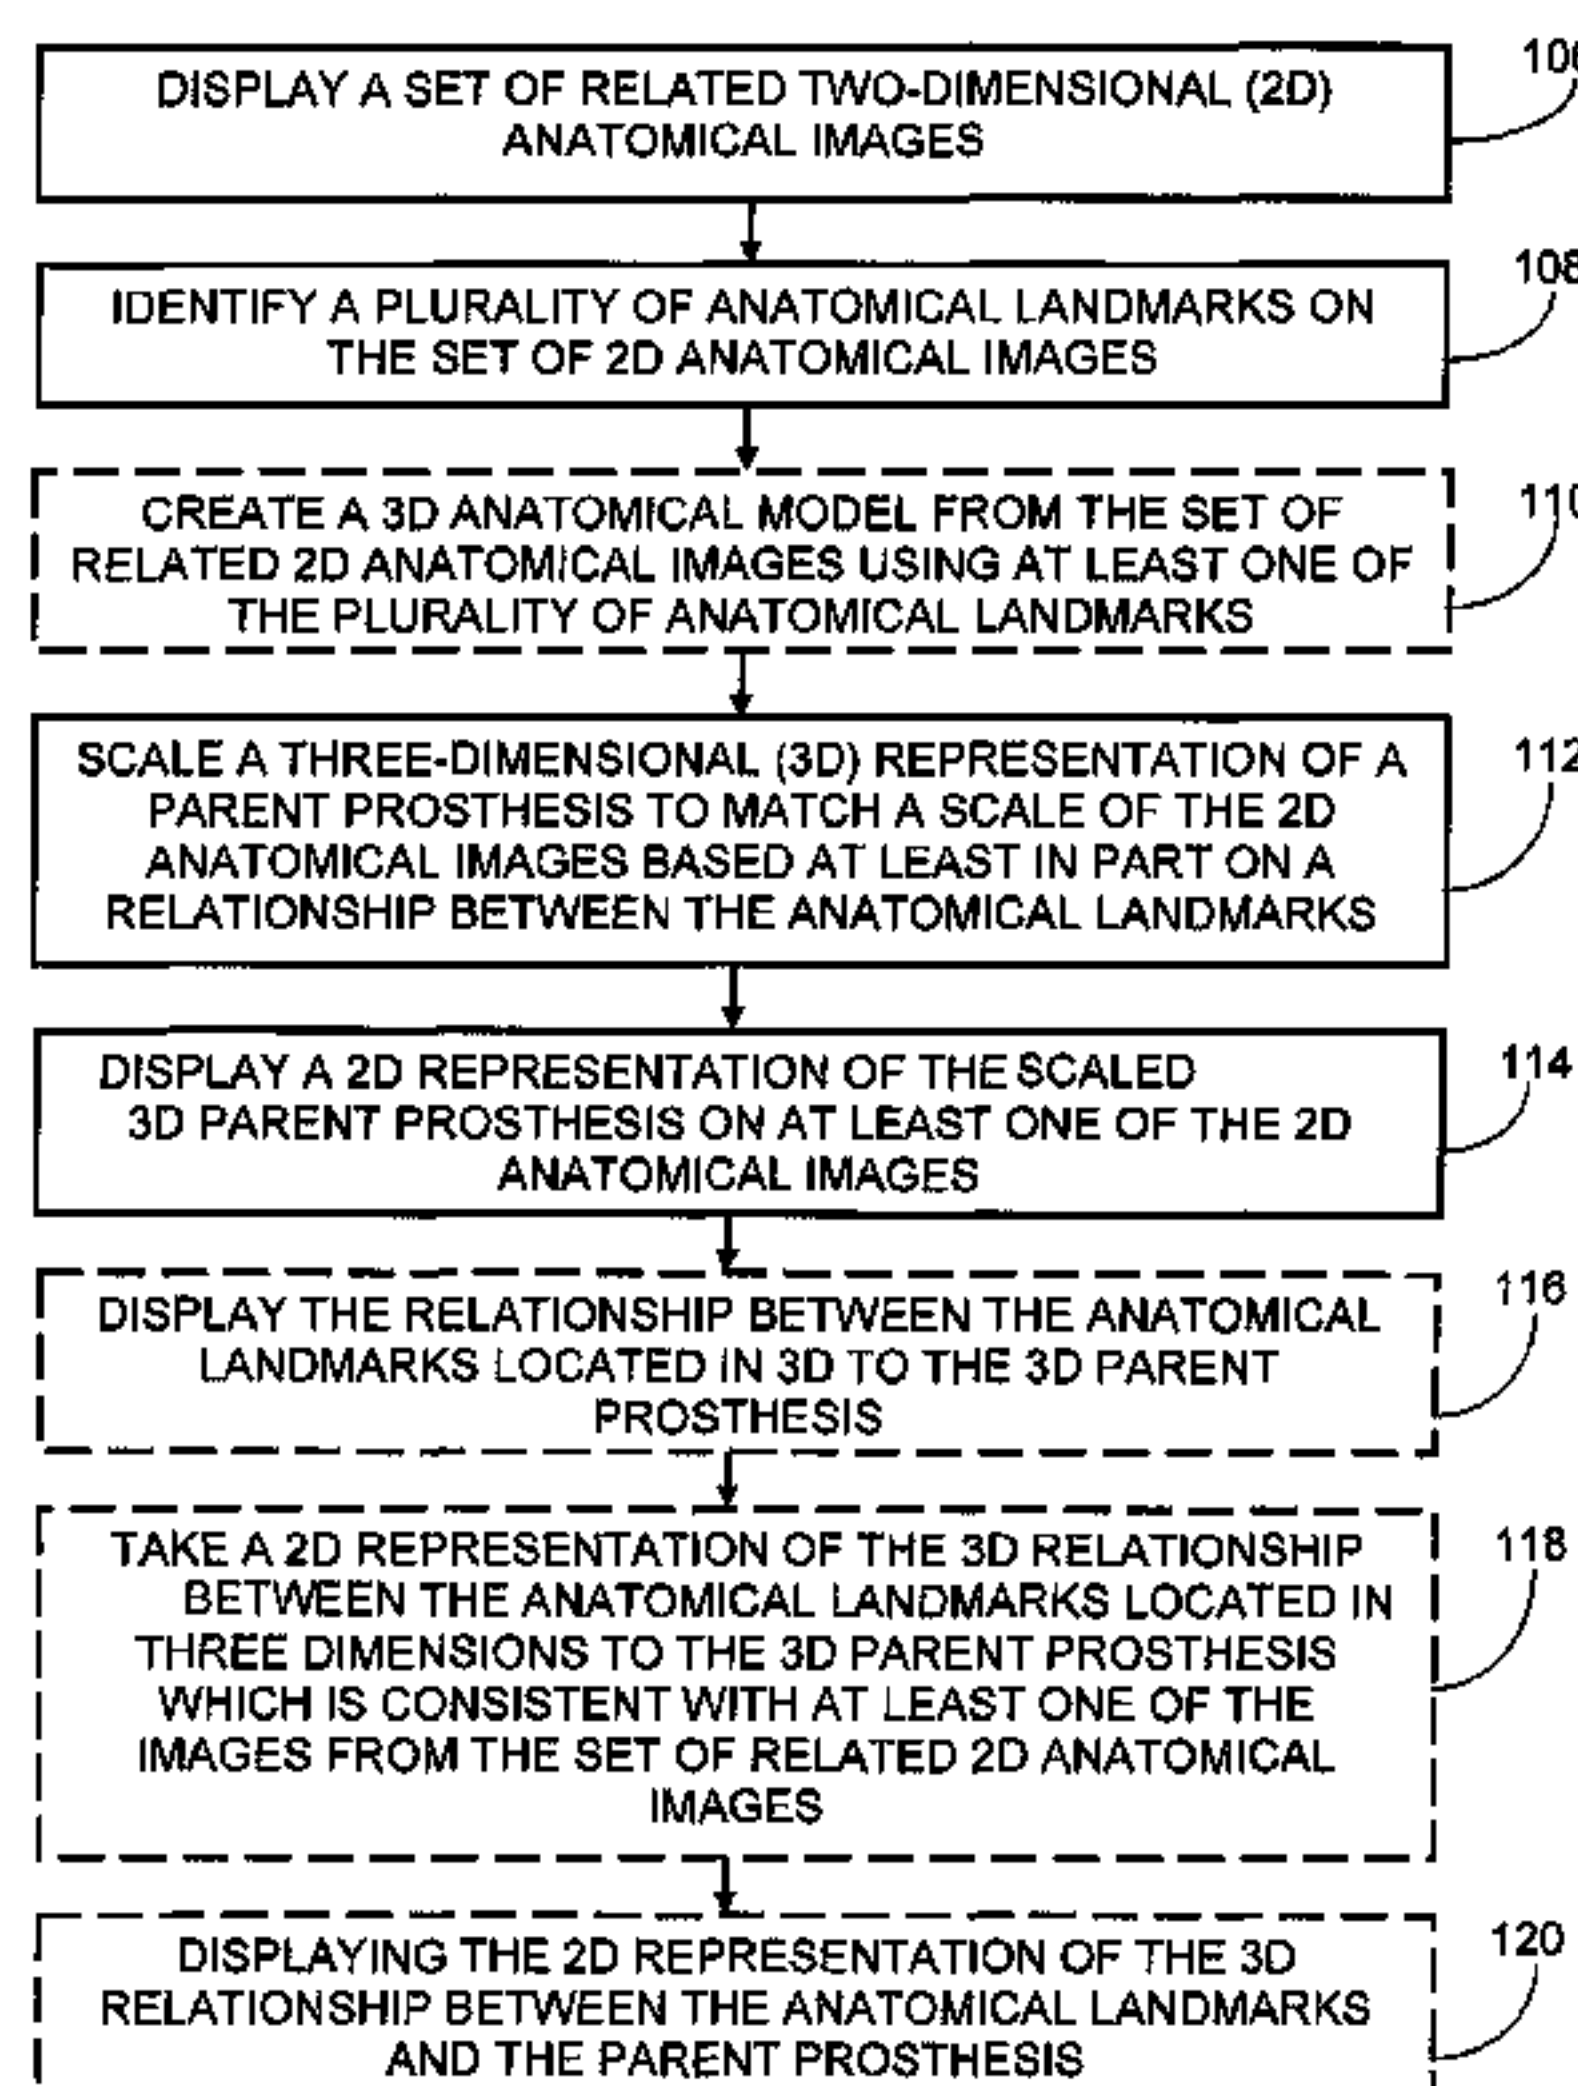 DISPLAY A SET OF RELATED TWO-DIMENSIONAL (2D)
ANATOMICAL IMAGES
106
IDENTIFY A PLURALITY OF ANATOMICAL LANDMARKS ON
THE SET OF 2D ANATOMICAL IMAGES
108
CREATE A 3D ANATOMICAL MODEL FROM THE SET OF
RELATED 2D ANATOMICAL IMAGES USING AT LEAST ONE OF
THE PLURALITY OF ANATOMICAL LANDMARKS
110
SCALE A THREE-DIMENSIONAL (3D) REPRESENTATION OF A
PARENT PROSTHESIS TO MATCH A SCALE OF THE 2D
ANATOMICAL IMAGES BASED AT LEAST IN PART ON A
RELATIONSHIP BETWEEN THE ANATOMICAL LANDMARKS
112
DISPLAY A 2D REPRESENTATION OF THE SCALED
3D PARENT PROSTHESIS ON AT LEAST ONE OF THE 2D
ANATOMICAL IMAGES
114
DISPLAY THE RELATIONSHIP BETWEEN THE ANATOMICAL
LANDMARKS LOCATED IN 3D TO THE 3D PARENT
PROSTHESIS
116
TAKE A 2D REPRESENTATION OF THE 3D RELATIONSHIP
BETWEEN THE ANATOMICAL LANDMARKS LOCATED IN
THREE DIMENSIONS TO THE 3D PARENT PROSTHESIS
WHICH IS CONSISTENT WITH AT LEAST ONE OF THE
IMAGES FROM THE SET OF RELATED 2D ANATOMICAL
IMAGES
118
DISPLAYING THE 2D REPRESENTATION OF THE 3D
RELATIONSHIP BETWEEN THE ANATOMICAL LANDMARKS
AND THE PARENT PROSTHESIS
120